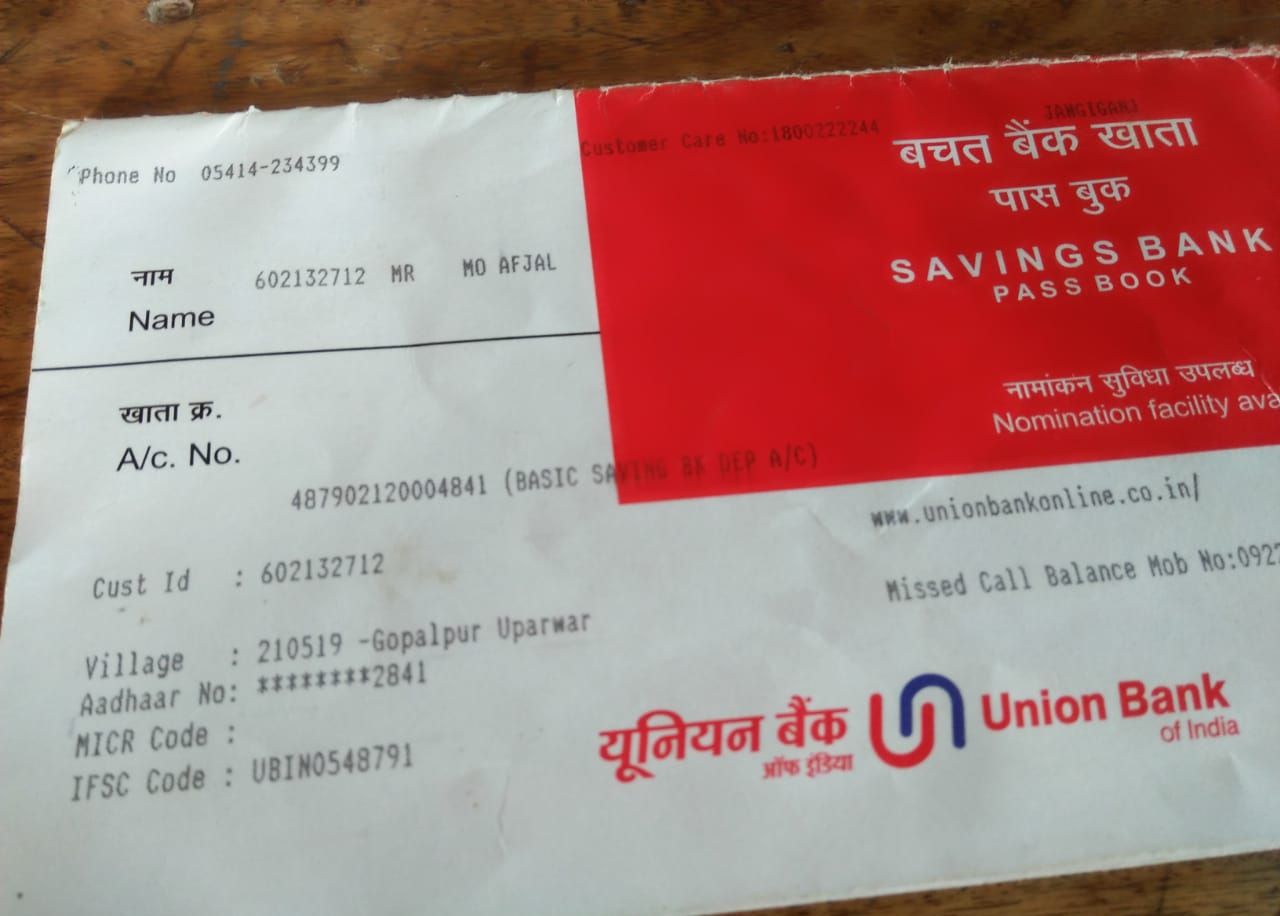 JANGIGANJ
Customer Care No:1800222244
Phone No 05414-234399
बचत बैंक खाता
पास बुक
SAVINGS BANK
PASS BOOK
नाम 602132712 MR MO AFJAL
Name
नामांकन सुविधा उपलब्ध
Nomination facility ava
खाता क्र.
A/c. No.
487902120004841 (BASIC SAVING BK DEP A/C)
www.unionbankonline.co.in/
Cust Id : 602132712
Missed Call Balance Mob No:0922
Village : 210519 -Gopalpur Uparwar
Aadhaar No: ********2841
MICR Code :
IFSC Code : UBIN0548791
यूनियन बैंक
ऑफ इंडिया
Union Bank
of India